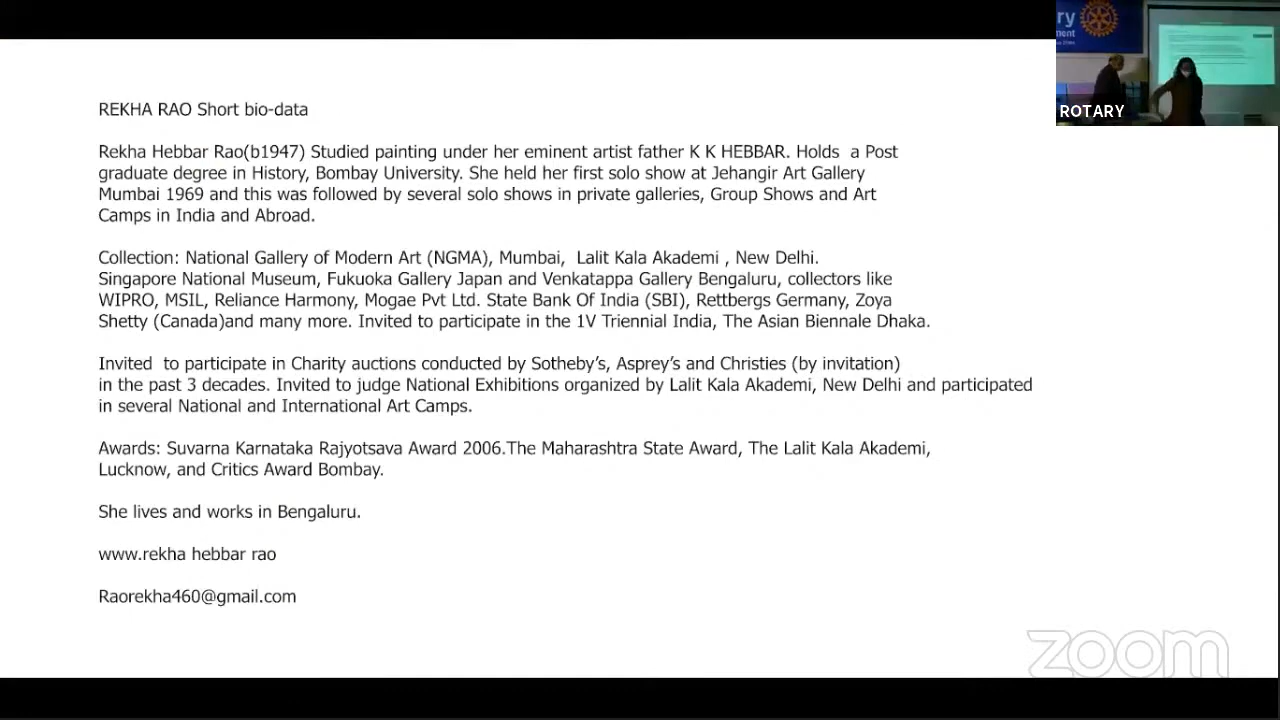 REKHA RAO Short bio-data
Rekha Hebbar Rao(b1947) Studied painting under her eminent artist father K K HEBBAR. Holds  a Post
graduate degree in History, Bombay University. She held her first solo show at Jehangir Art Gallery
Mumbai 1969 and this was followed by several solo shows in private galleries, Group Shows and Art
Camps in India and Abroad.
Collection: National Gallery of Modern Art (NGMA), Mumbai,  Lalit Kala Akademi , New Delhi.
Singapore National Museum, Fukuoka Gallery Japan and Venkatappa Gallery Bengaluru, collectors like
WIPRO, MSIL, Reliance Harmony, Mogae Pvt Ltd. State Bank Of India (SBI), Rettbergs Germany, Zoya
Shetty (Canada)and many more. Invited to participate in the 1V Triennial India, The Asian Biennale Dhaka.
Invited  to participate in Charity auctions conducted by Sotheby's, Asprey's and Christies (by invitation)
in the past 3 decades. Invited to judge National Exhibitions organized by Lalit Kala Akademi, New Delhi and participated
in several National and International Art Camps.
Awards: Suvarna Karnataka Rajyotsava Award 2006.The Maharashtra State Award, The Lalit Kala Akademi,
Lucknow, and Critics Award Bombay.
She lives and works in Bengaluru.
www.rekha hebbar rao
Raorekha460@gmail.com
ry
ment
ROTARY
zoom